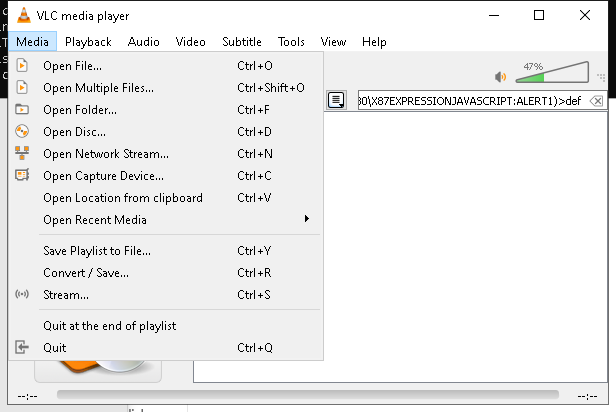 VLC media player
Media Playback Audio Video Subtitle Tools View Help
Open File... Ctrl+O
47%
Open Multiple Files... Ctrl+Shift+O
\X87EXPRESSIONJAVASCRIPT:ALERT1)>def
Open Folder... Ctrl+F
Open Disc... Ctrl+D
Open Network Stream... Ctrl+N
Open Capture Device... Ctrl+C
Open Location from clipboard Ctrl+V
Open Recent Media
Save Playlist to File... Ctrl+Y
Convert / Save... Ctrl+R
Stream... Ctrl+S
Quit at the end of playlist
Quit Ctrl+Q
--:-- --:--